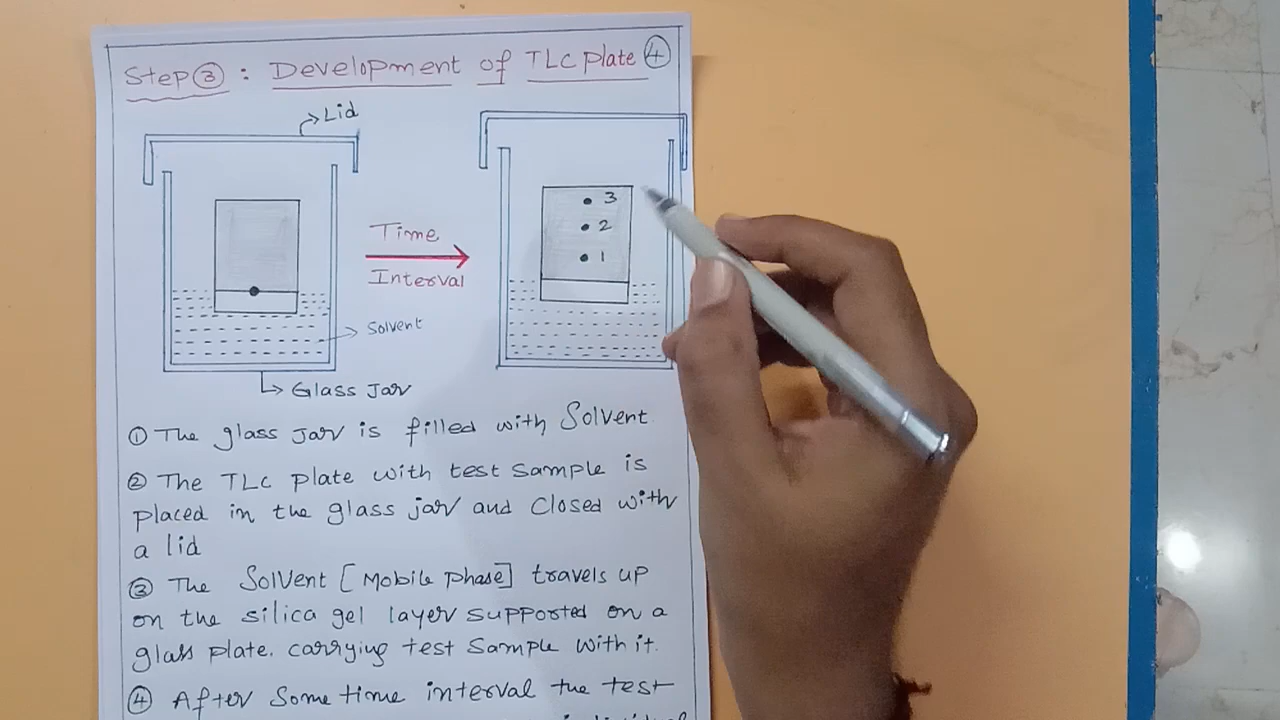 Step ③ : Development of TLC plate ④
Lid
3
2
1
Time
Interval
Solvent
Glass Jar
① The glass jar is filled with Solvent
② The TLC plate with test sample is
placed in the glass jar and closed with
a lid
③ The Solvent [Mobile phase] travels up
on the silica gel layer supported on a
glass plate. carrying test sample with it.
④ After some time interval the test